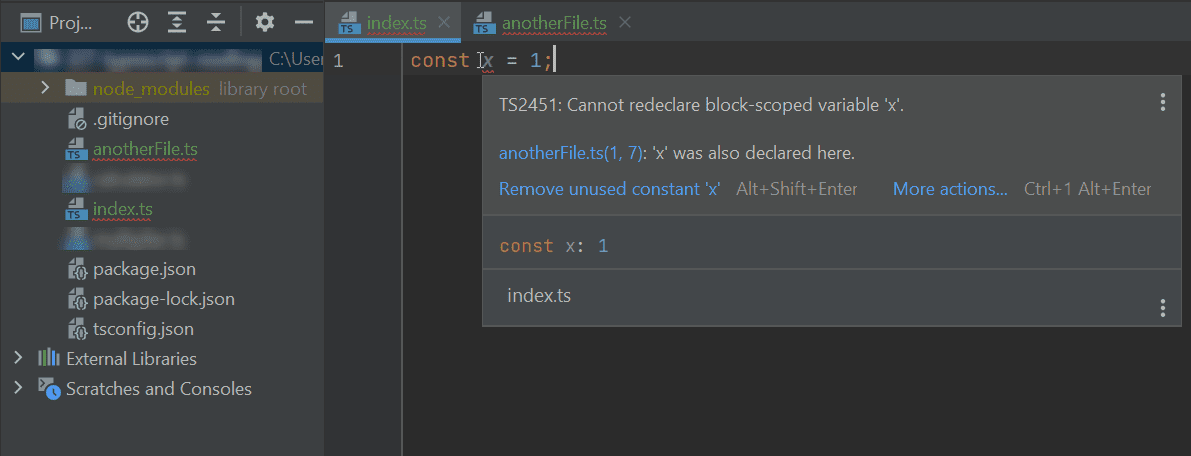 Proj...
index.ts
anotherFile.ts
C:\User
node_modules library root
.gitignore
anotherFile.ts
index.ts
package.json
package-lock.json
tsconfig.json
External Libraries
Scratches and Consoles
1
const x = 1;
TS2451: Cannot redeclare block-scoped variable 'x'.
anotherFile.ts(1, 7): 'x' was also declared here.
Remove unused constant 'x' Alt+Shift+Enter More actions... Ctrl+1 Alt+Enter
const x: 1
index.ts